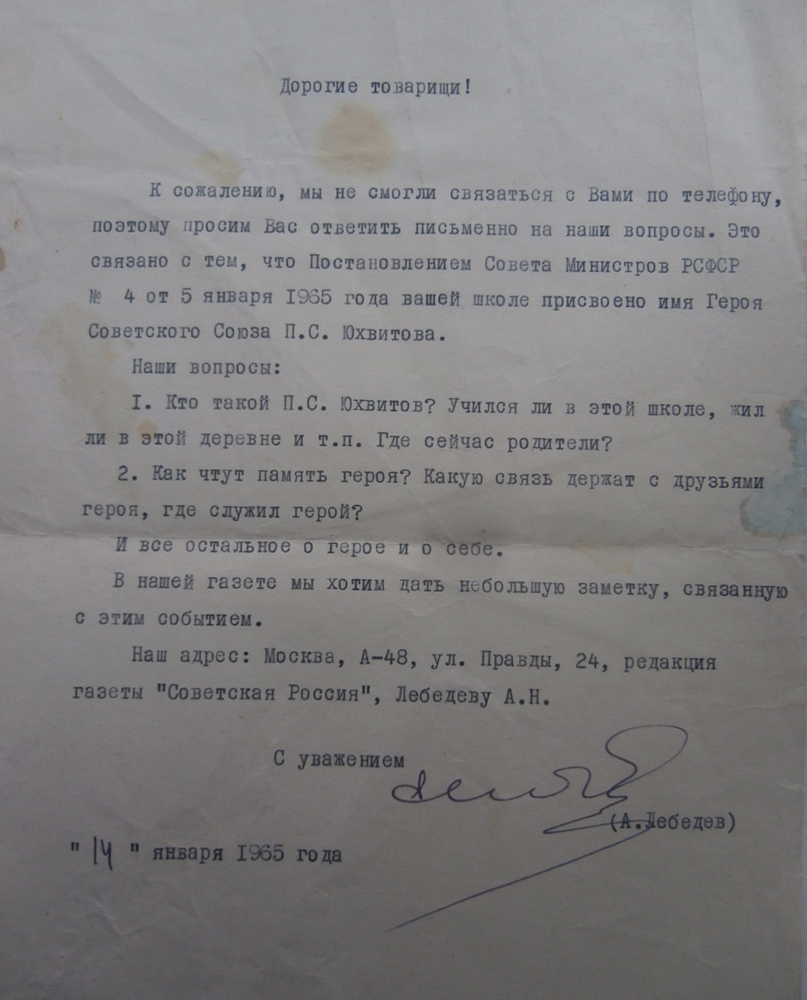 Дорогие товарищи!
К сожалению, мы не смогли связаться с Вами по телефону,
поэтому просим Вас ответить письменно на наши вопросы. Это
связано с тем, что Постановлением Совета Министров РСФСР
№ 4 от 5 января 1965 года вашей школе присвоено имя Героя
Советского Союза П.С. Юхвитова.
Наши вопросы:
1. Кто такой П.С. Юхвитов? Учился ли в этой школе, жил
ли в этой деревне и т.п. Где сейчас родители?
2. Как чтут память героя? Какую связь держат с друзьями
героя, где служил герой?
И все остальное о герое и о себе.
В нашей газете мы хотим дать небольшую заметку, связанную
с этим событием.
Наш адрес: Москва, А-48, ул. Правды, 24, редакция
газеты "Советская Россия", Лебедеву А.Н.
С уважением
(А.Лебедев)
" 14 " января 1965 года